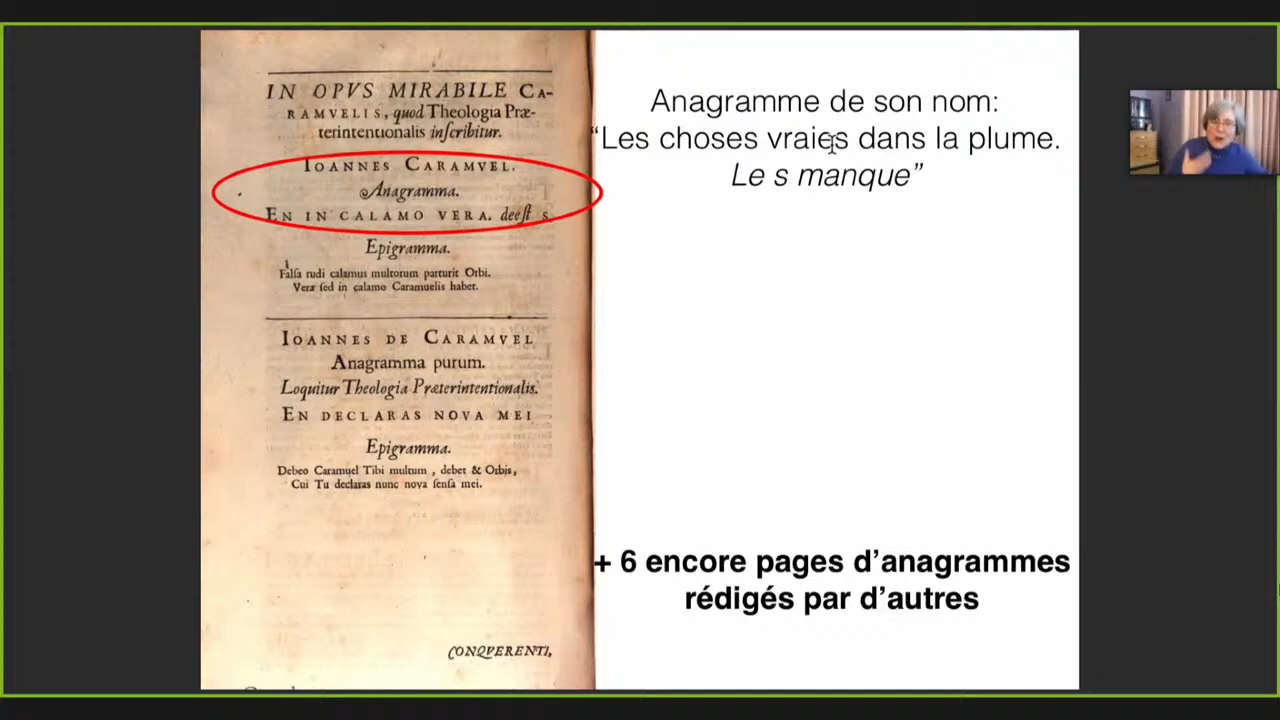 IN OPVS MIRABILE CA-
RAMVELIS, quod Theologia Præ-
terintentionalis inſcribitur.
IOANNES CARAMVEL.
Anagramma.
EN IN CALAMO VERA. deeſt s.
Epigramma.
Falſa rudi calamus multorum parturit Orbi.
Vera ſed in calamo Caramuelis habet.
IOANNES DE CARAMVEL
Anagramma purum.
Loquitur Theologia Præterintentionalis.
EN DECLARAS NOVA MEI
Epigramma.
Debeo Caramuel Tibi multum, debet & Orbis,
Cui Tu declaras nunc nova ſenſa mei.
CONQVERENTI,
Anagramme de son nom:
“Les choses vraies dans la plume.
Le s manque”
+ 6 encore pages d’anagrammes
rédigés par d’autres